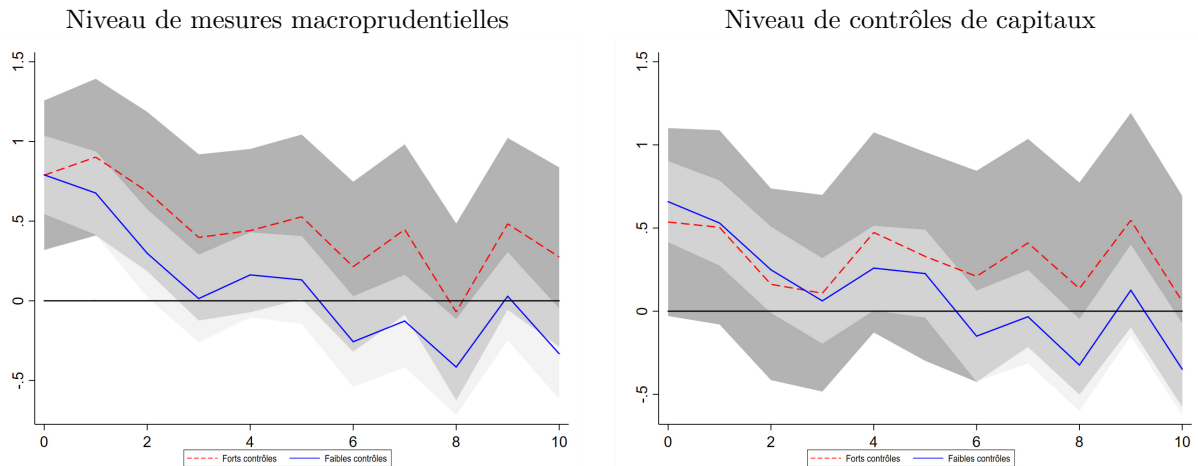 Niveau de mesures macroprudentielles
1.5
1
.5
0
-.5
0 2 4 6 8 10
Forts contrôles Faibles contrôles
Niveau de contrôles de capitaux
1.5
1
.5
0
-.5
0 2 4 6 8 10
Forts contrôles Faibles contrôles